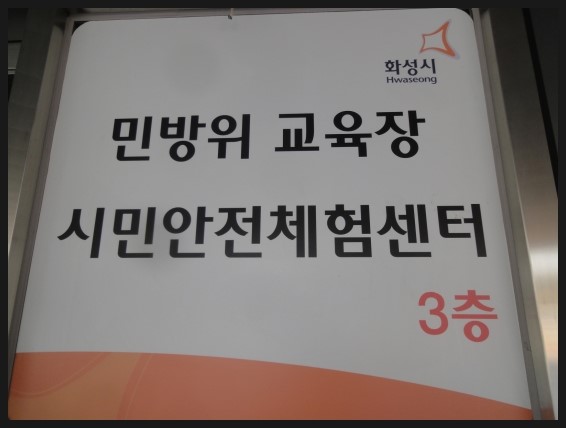 화성시
Hwaseong
민방위 교육장
시민안전체험센터
3층